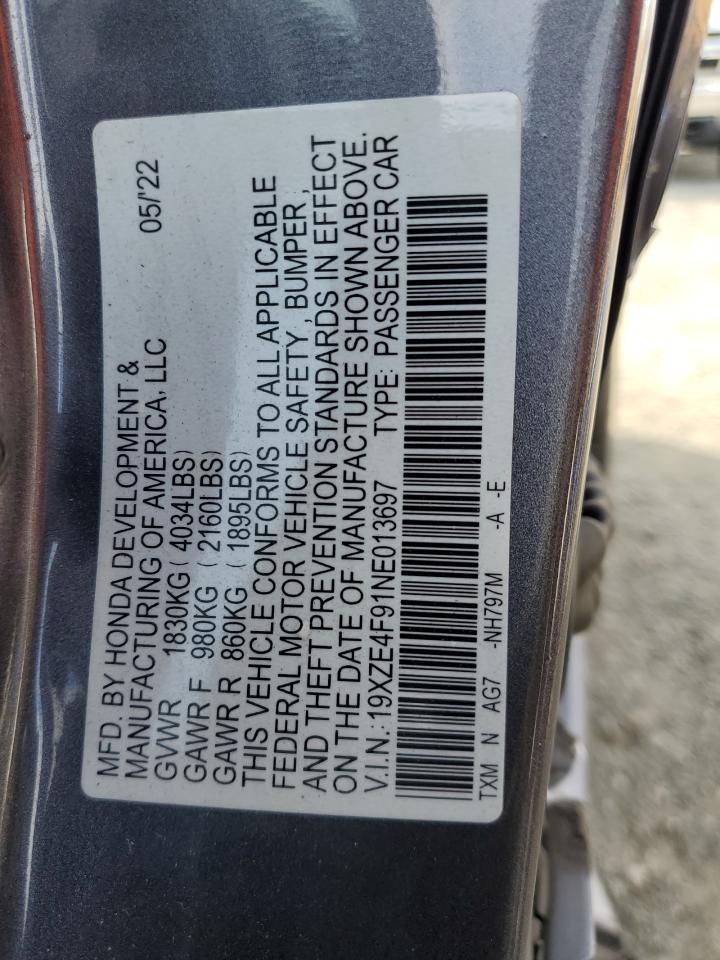 MFD. BY HONDA DEVELOPMENT &
MANUFACTURING OF AMERICA, LLC 05/'22
GVWR 1830KG ( 4034LBS)
GAWR F 980KG ( 2160LBS)
GAWR R 860KG ( 1895LBS)
THIS VEHICLE CONFORMS TO ALL APPLICABLE
FEDERAL MOTOR VEHICLE SAFETY , BUMPER ,
AND THEFT PREVENTION STANDARDS IN EFFECT
ON THE DATE OF MANUFACTURE SHOWN ABOVE.
V.I.N.: 19XZE4F91NE013697 TYPE: PASSENGER CAR
TXM N AG7 -NH797M -A -E